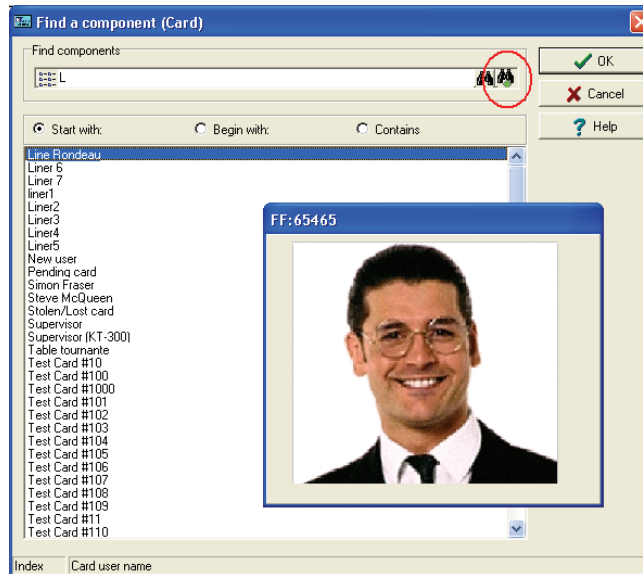 Find a component (Card)
Find components
L
OK
Cancel
? Help
Start with:
Begin with:
Contains
Line Rondeau
Liner 6
Liner 7
liner1
Liner2
Liner3
Liner4
Liner5
New user
Pending card
Simon Fraser
Steve McQueen
Stolen/Lost card
Supervisor
Supervisor (KT-300)
Table tournante
Test Card #10
Test Card #100
Test Card #1000
Test Card #101
Test Card #102
Test Card #103
Test Card #104
Test Card #105
Test Card #106
Test Card #107
Test Card #108
Test Card #109
Test Card #11
Test Card #110
FF:65465
Index
Card user name